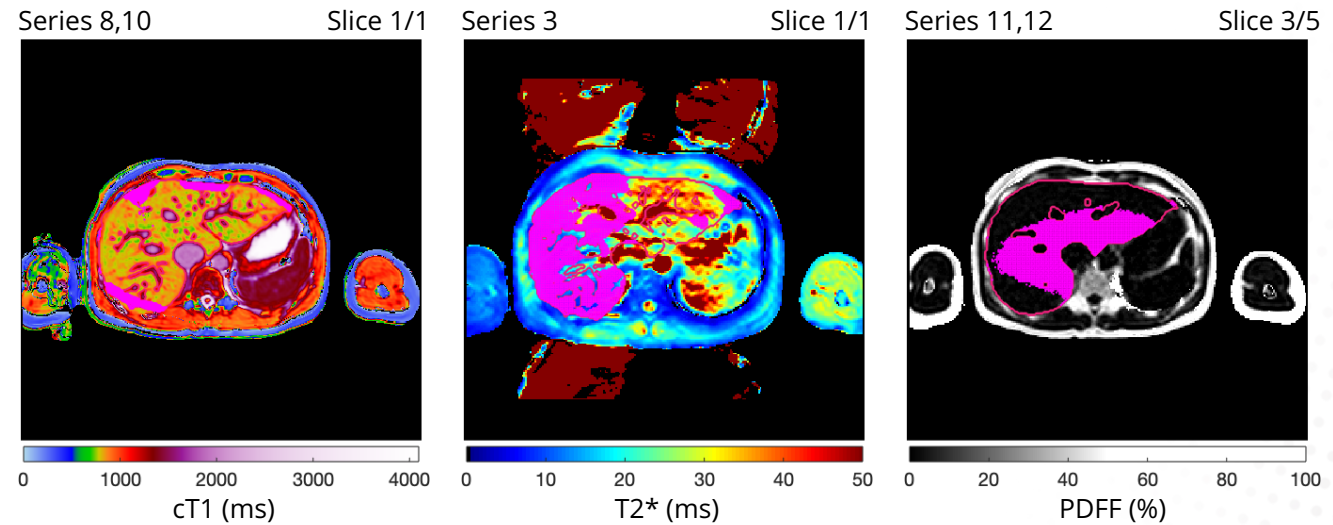 Series 8,10 Slice 1/1 Series 3 Slice 1/1 Series 11,12 Slice 3/5
0 1000 2000 3000 4000 0 10 20 30 40 50 0 20 40 60 80 100
cT1 (ms) T2* (ms) PDFF (%)